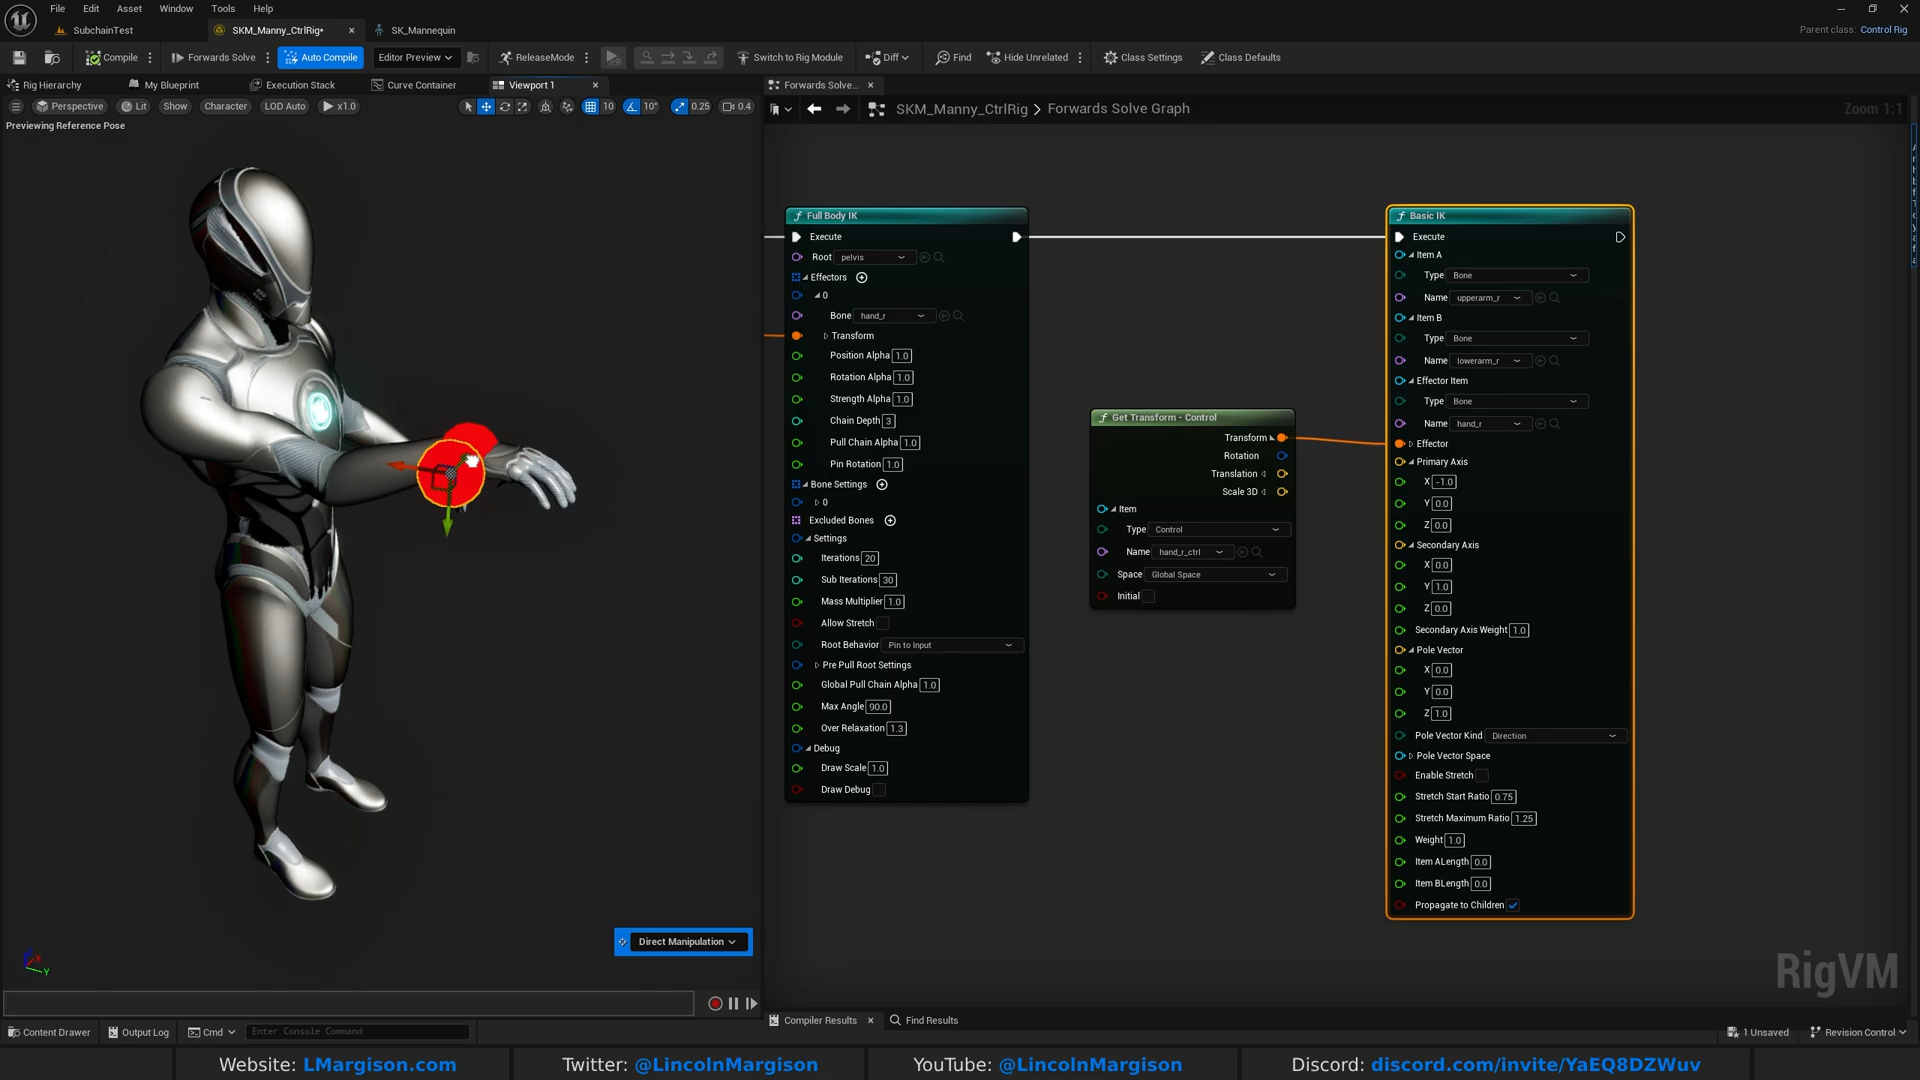 File Edit Asset Window Tools Help
SubchainTest SKM_Manny_CtrlRig• SK_Mannequin
Parent class: Control Rig
Compile Forwards Solve Auto Compile Editor Preview ReleaseMode Switch to Rig Module Diff Find Hide Unrelated Class Settings Class Defaults
Rig Hierarchy My Blueprint Execution Stack Curve Container Viewport 1 Forwards Solve...
Perspective Lit Show Character LOD Auto x1.0 10 10° 0.25 0.4
SKM_Manny_CtrlRig > Forwards Solve Graph Zoom 1:1
Previewing Reference Pose
Full Body IK
Execute
Root pelvis
Effectors
0
Bone hand_r
Transform
Position Alpha 1.0
Rotation Alpha 1.0
Strength Alpha 1.0
Chain Depth 3
Pull Chain Alpha 1.0
Pin Rotation 1.0
Bone Settings
0
Excluded Bones
Settings
Iterations 20
Sub Iterations 30
Mass Multiplier 1.0
Allow Stretch
Root Behavior Pin to Input
Pre Pull Root Settings
Global Pull Chain Alpha 1.0
Max Angle 90.0
Over Relaxation 1.3
Debug
Draw Scale 1.0
Draw Debug
Get Transform - Control
Transform
Rotation
Translation
Scale 3D
Item
Type Control
Name hand_r_ctrl
Space Global Space
Initial
Basic IK
Execute
Item A
Type Bone
Name upperarm_r
Item B
Type Bone
Name lowerarm_r
Effector Item
Type Bone
Name hand_r
Effector
Primary Axis
X -1.0
Y 0.0
Z 0.0
Secondary Axis
X 0.0
Y 1.0
Z 0.0
Secondary Axis Weight 1.0
Pole Vector
X 0.0
Y 0.0
Z 1.0
Pole Vector Kind Direction
Pole Vector Space
Enable Stretch
Stretch Start Ratio 0.75
Stretch Maximum Ratio 1.25
Weight 1.0
Item ALength 0.0
Item BLength 0.0
Propagate to Children
Direct Manipulation
X
Y
RigVM
Compiler Results Find Results
Content Drawer Output Log Cmd Enter Console Command 1 Unsaved Revision Control
Website: LMargison.com Twitter: @LincolnMargison YouTube: @LincolnMargison Discord: discord.com/invite/YaEQ8DZWuv